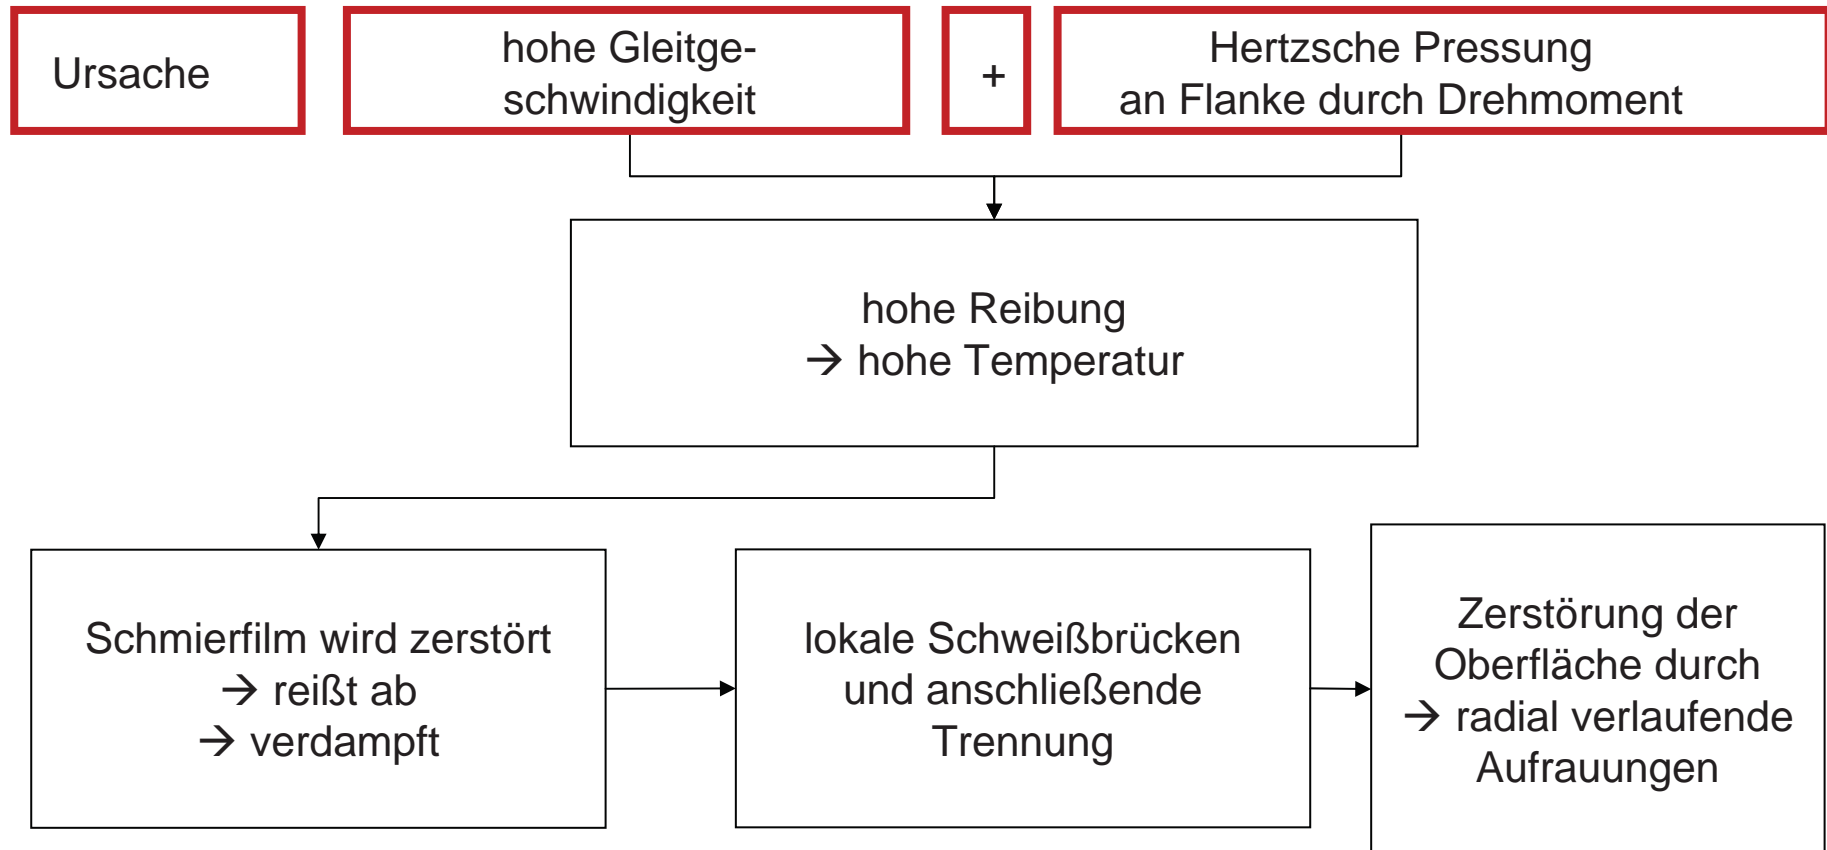 Ursache
hohe Gleitge-
schwindigkeit
+
Hertzsche Pressung
an Flanke durch Drehmoment
hohe Reibung
→ hohe Temperatur
Schmierfilm wird zerstört
→ reißt ab
→ verdampft
lokale Schweißbrücken
und anschließende
Trennung
Zerstörung der
Oberfläche durch
→ radial verlaufende
Aufrauungen